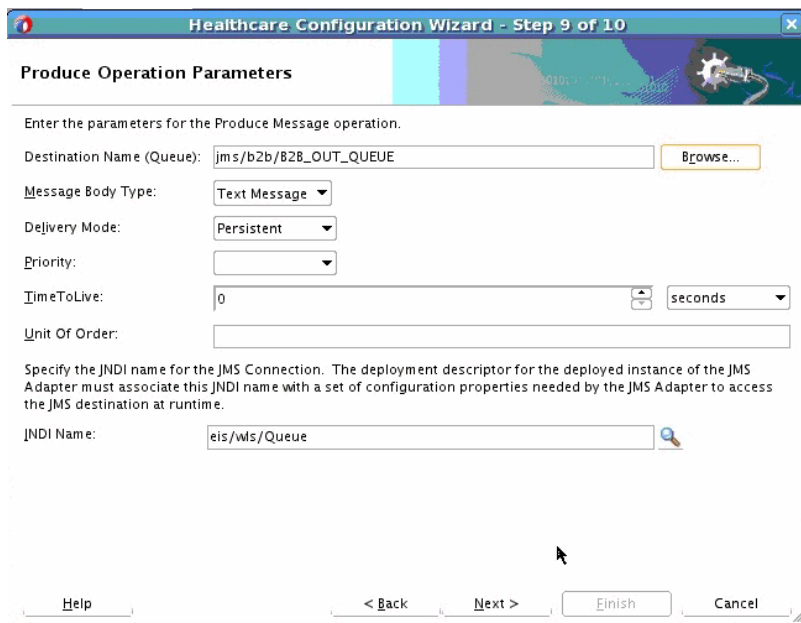 Healthcare Configuration Wizard - Step 9 of 10
Produce Operation Parameters
Enter the parameters for the Produce Message operation.
Destination Name (Queue): jms/b2b/B2B_OUT_QUEUE Browse...
Message Body Type: Text Message
Delivery Mode: Persistent
Priority:
TimeToLive: 0 seconds
Unit Of Order:
Specify the JNDI name for the JMS Connection. The deployment descriptor for the deployed instance of the JMS
Adapter must associate this JNDI name with a set of configuration properties needed by the JMS Adapter to access
the JMS destination at runtime.
JNDI Name: eis/wls/Queue
Help < Back Next > Finish Cancel